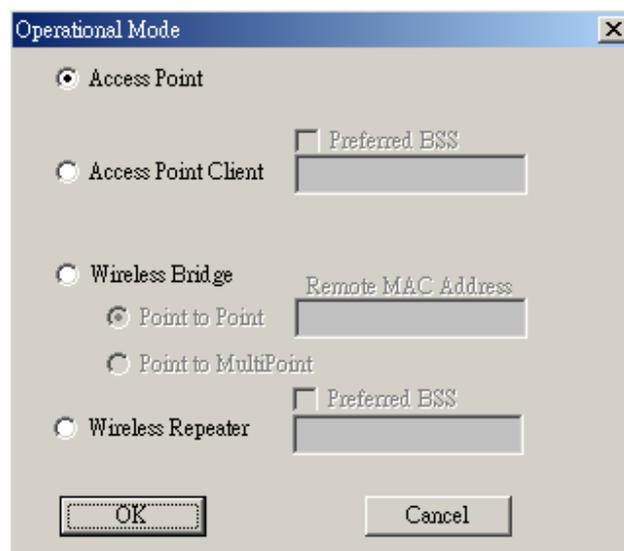 Operational Mode
Access Point
Preferred BSS
Access Point Client
Wireless Bridge
Remote MAC Address
Point to Point
Point to MultiPoint
Preferred BSS
Wireless Repeater
OK
Cancel